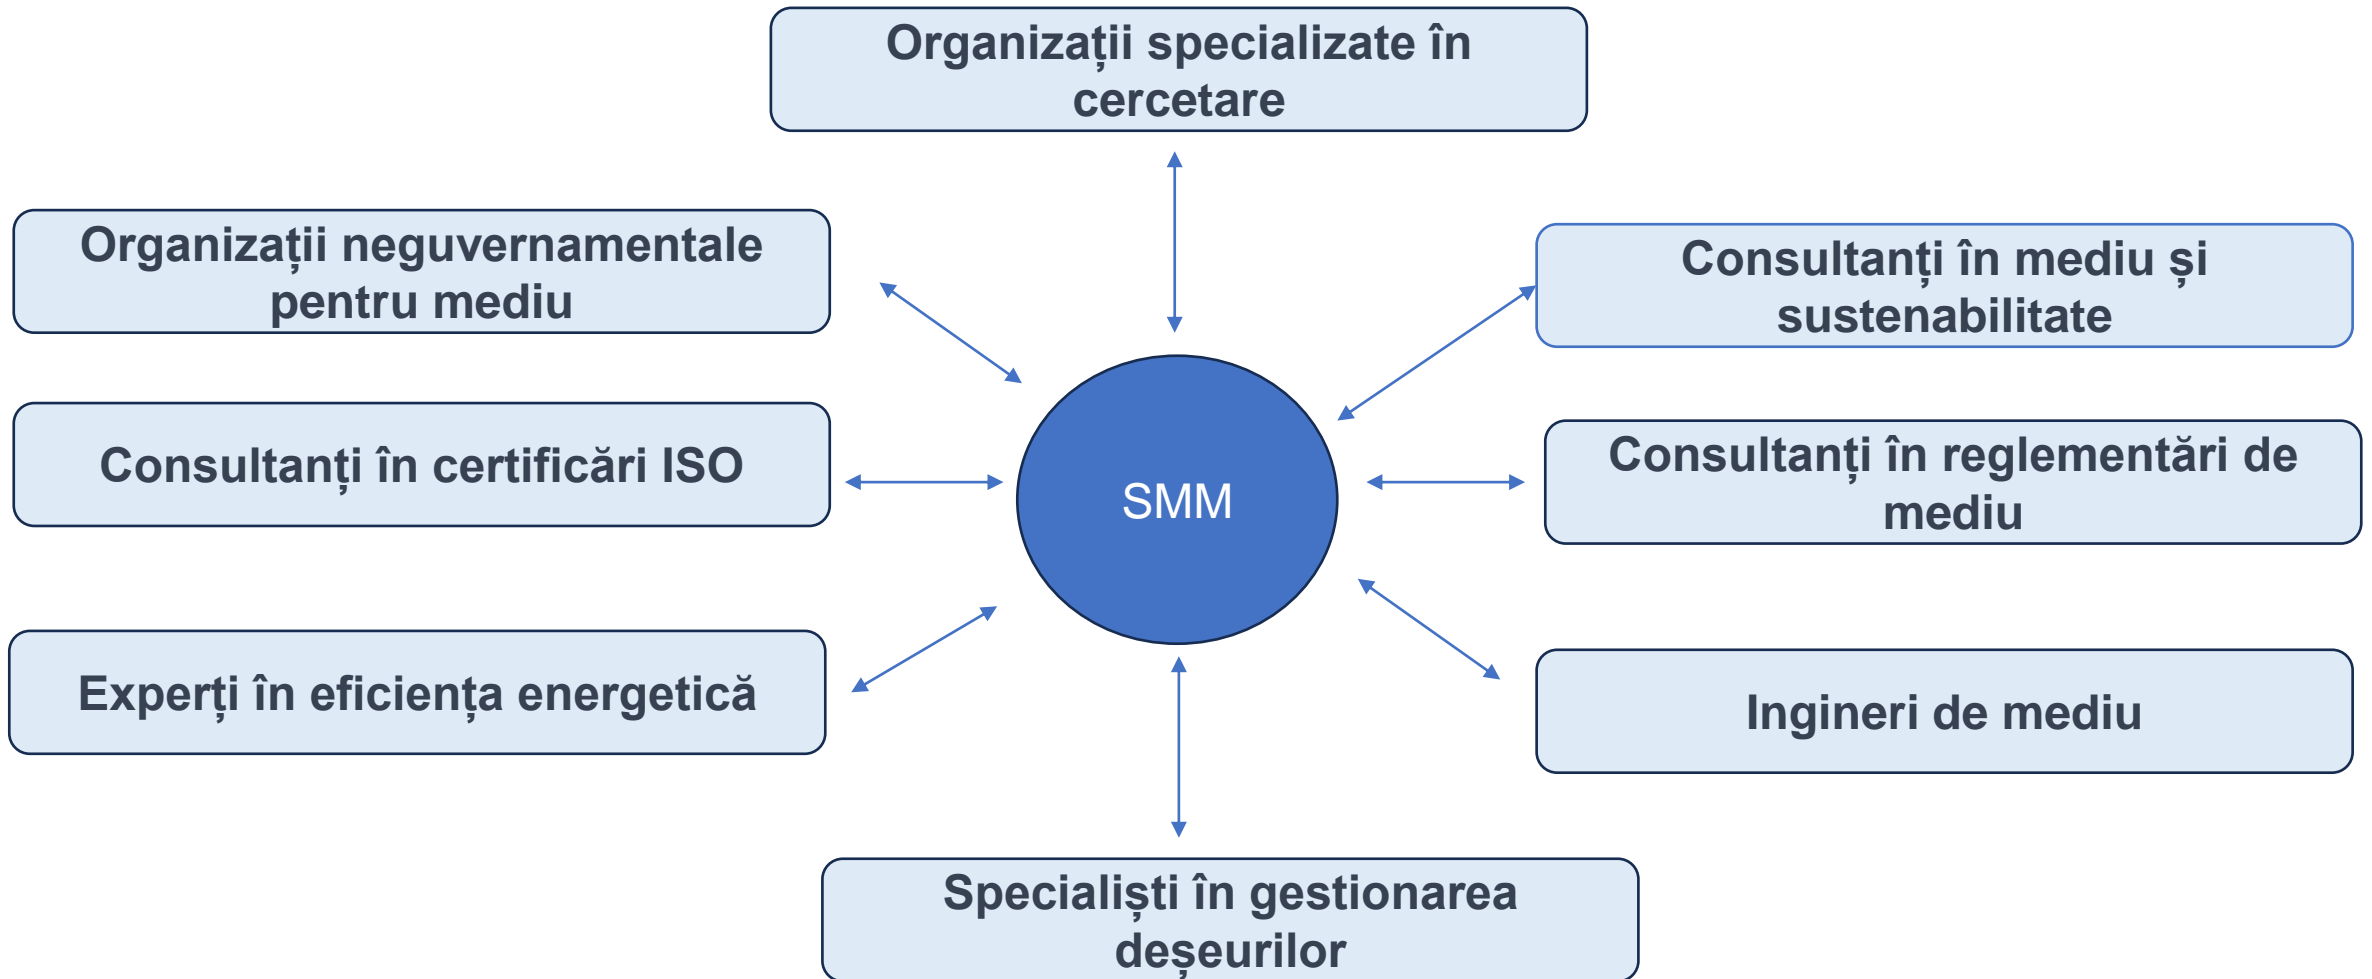 Organizații specializate în
cercetare
Organizații neguvernamentale
pentru mediu
Consultanți în mediu și
sustenabilitate
Consultanți în certificări ISO
SMM
Consultanți în reglementări de
mediu
Experți în eficiența energetică
Ingineri de mediu
Specialiști în gestionarea
deșeurilor